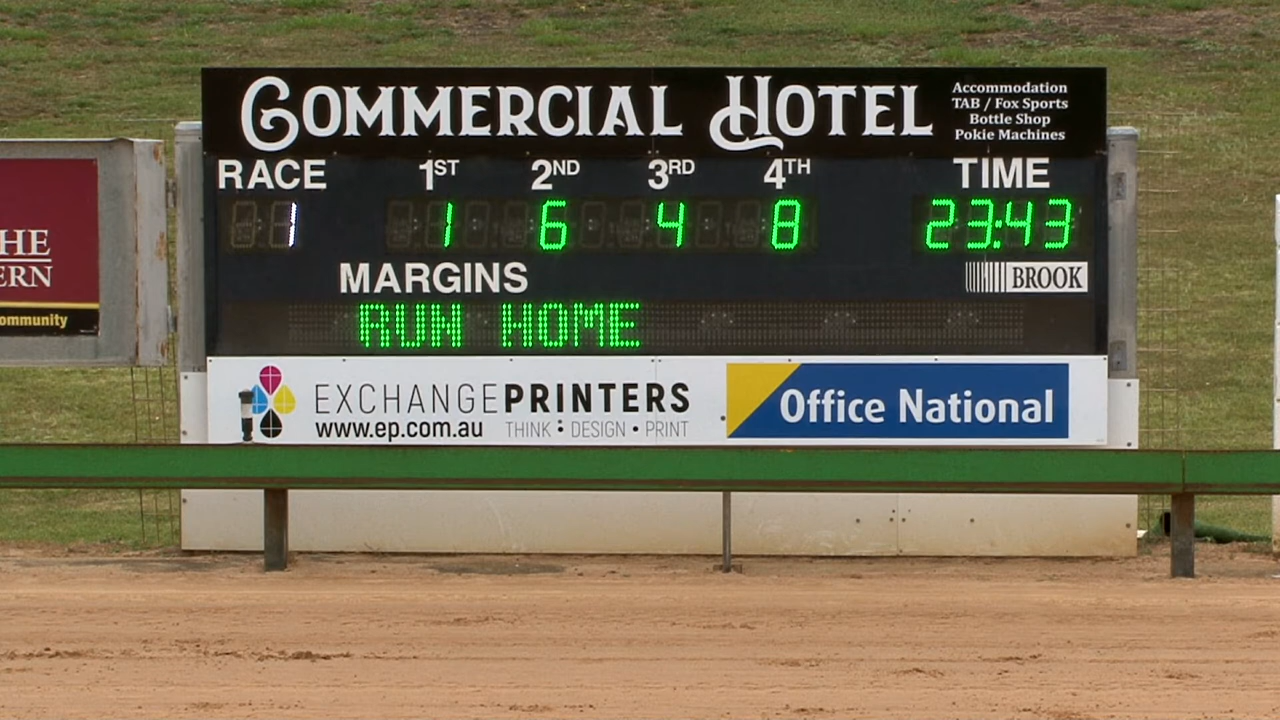 COMMERCIAL HOTEL
Accommodation
TAB / Fox Sports
Bottle Shop
Pokie Machines
RACE 1ST 2ND 3RD 4TH TIME
1 1 6 4 8 23:43
MARGINS
BROOK
RUN HOME
EXCHANGEPRINTERS
www.ep.com.au THINK : DESIGN • PRINT
Office National
HE
ERN
ommunity